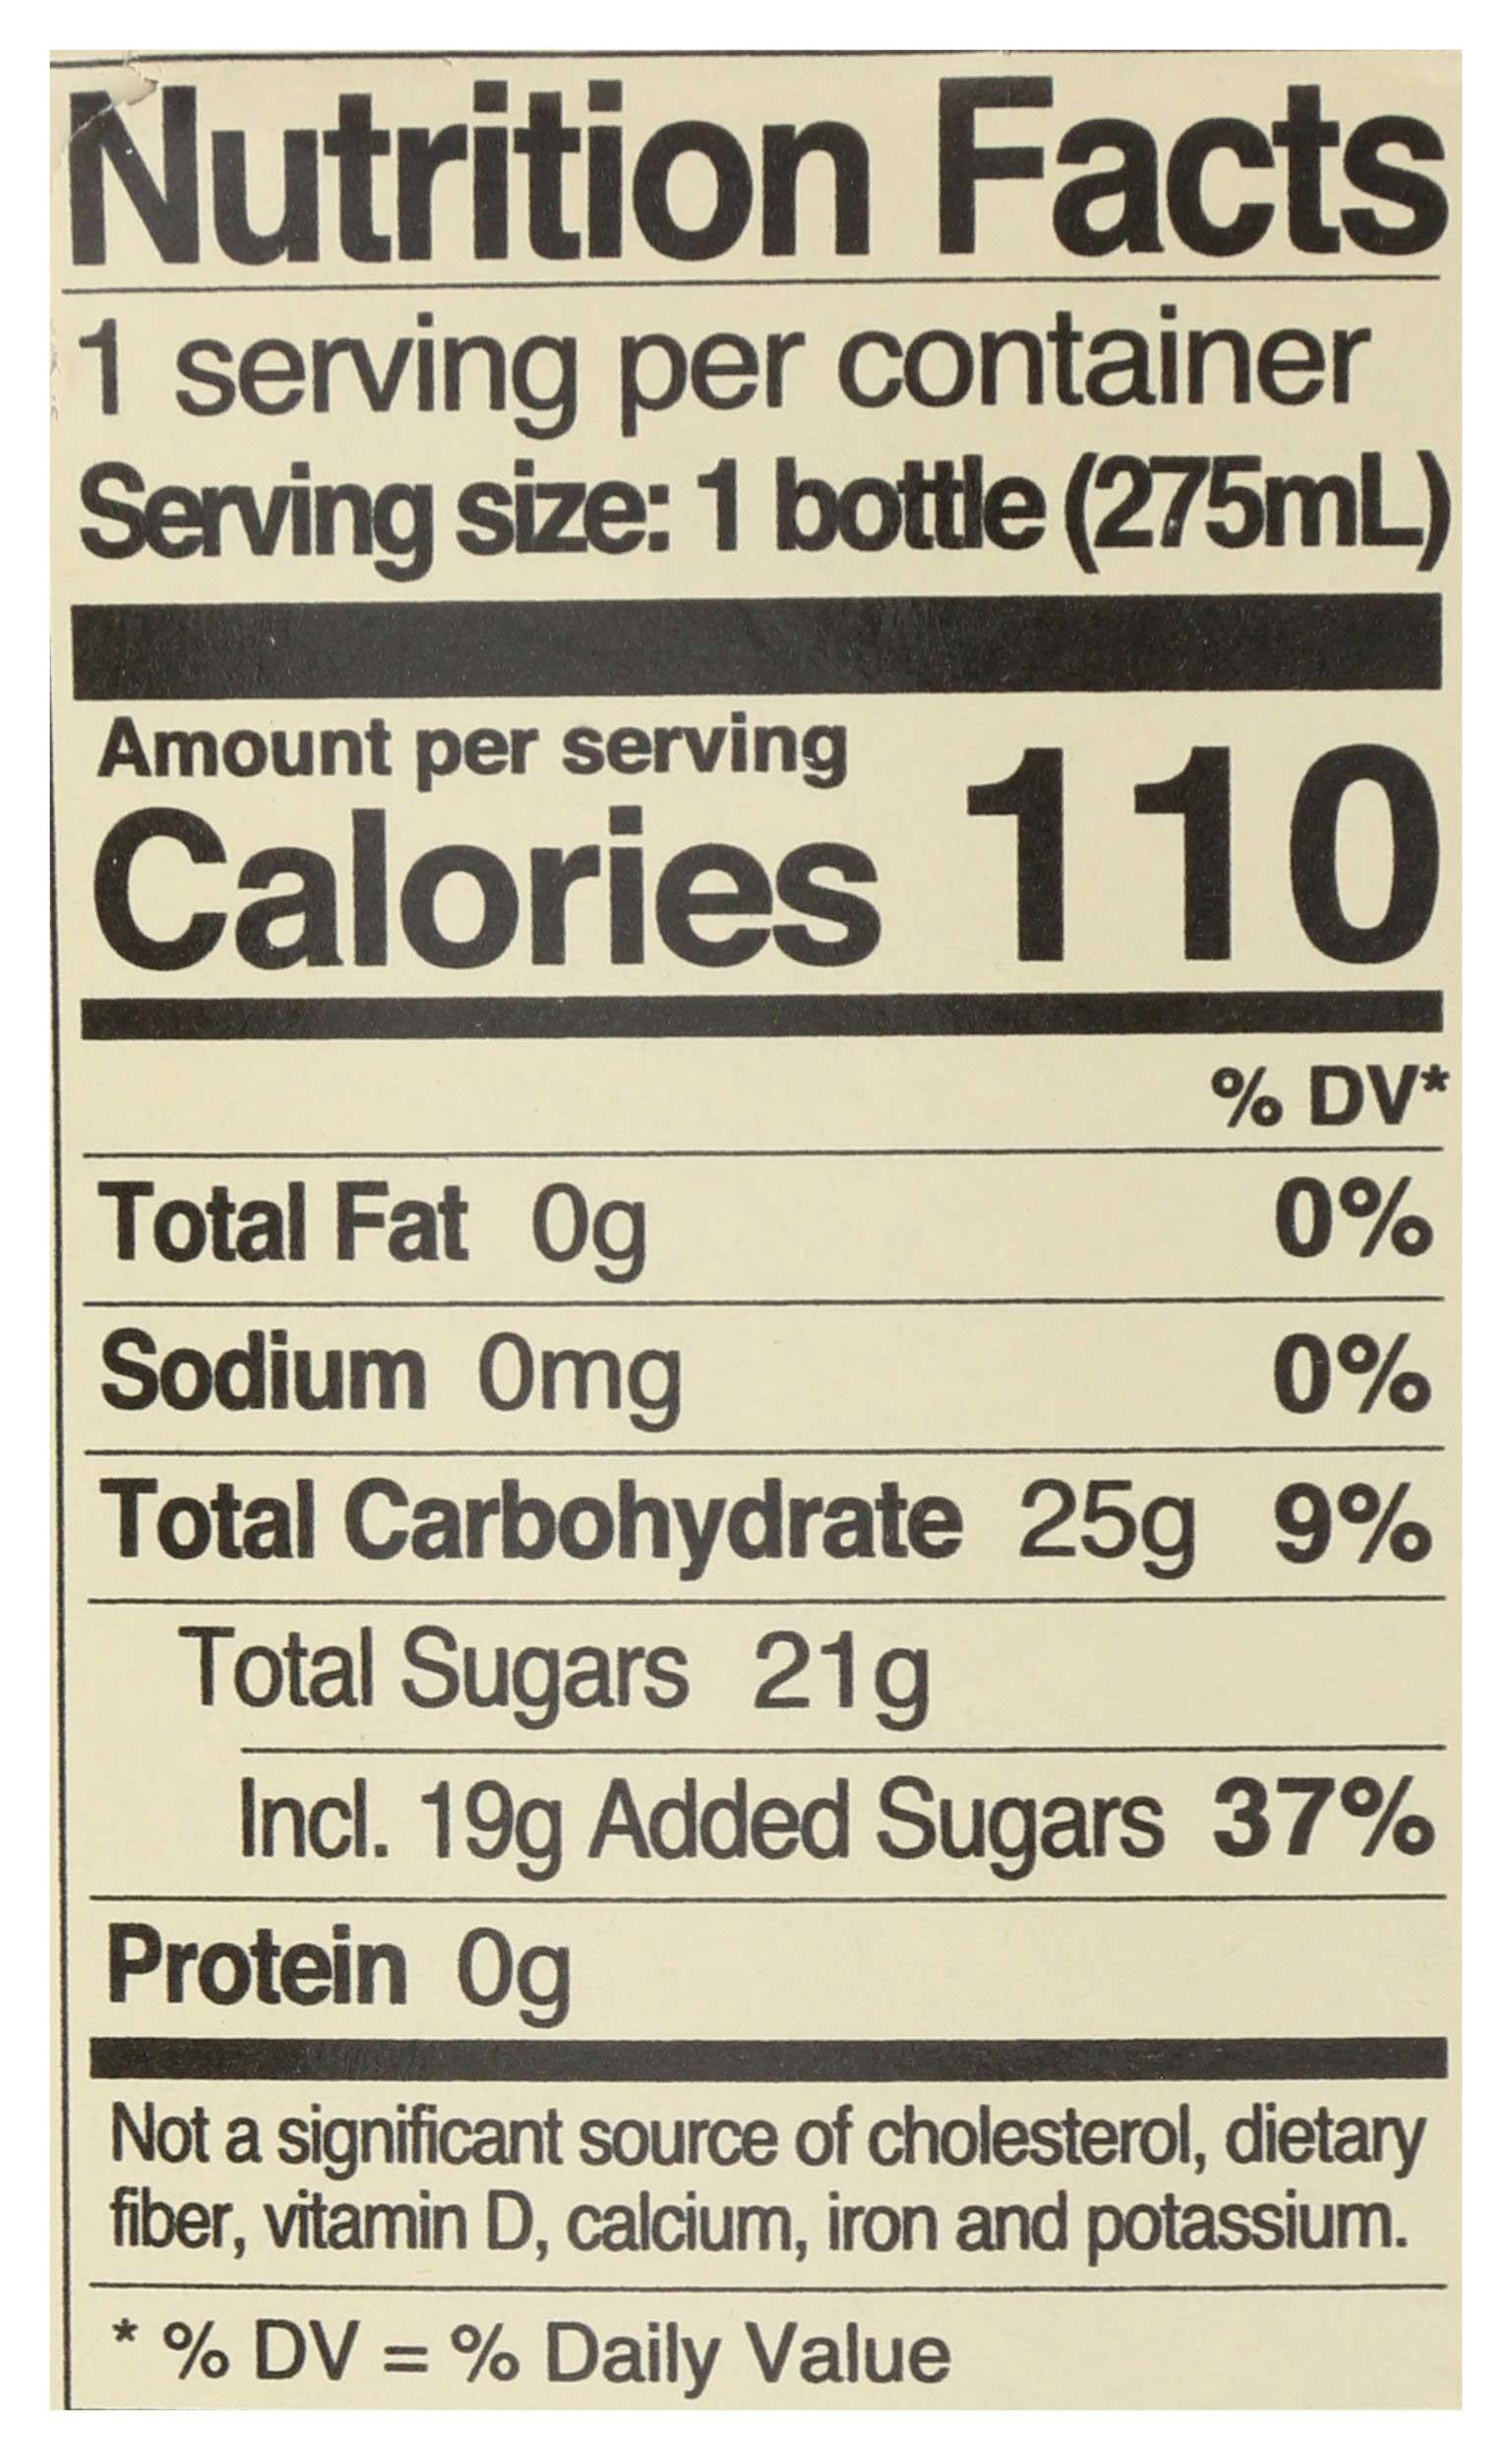 Nutrition Facts
1 serving per container
Serving size: 1 bottle (275mL)
Amount per serving
Calories 110
% DV*
Total Fat 0g 0%
Sodium 0mg 0%
Total Carbohydrate 25g 9%
Total Sugars 21g
Incl. 19g Added Sugars 37%
Protein 0g
Not a significant source of cholesterol, dietary
fiber, vitamin D, calcium, iron and potassium.
* % DV = % Daily Value